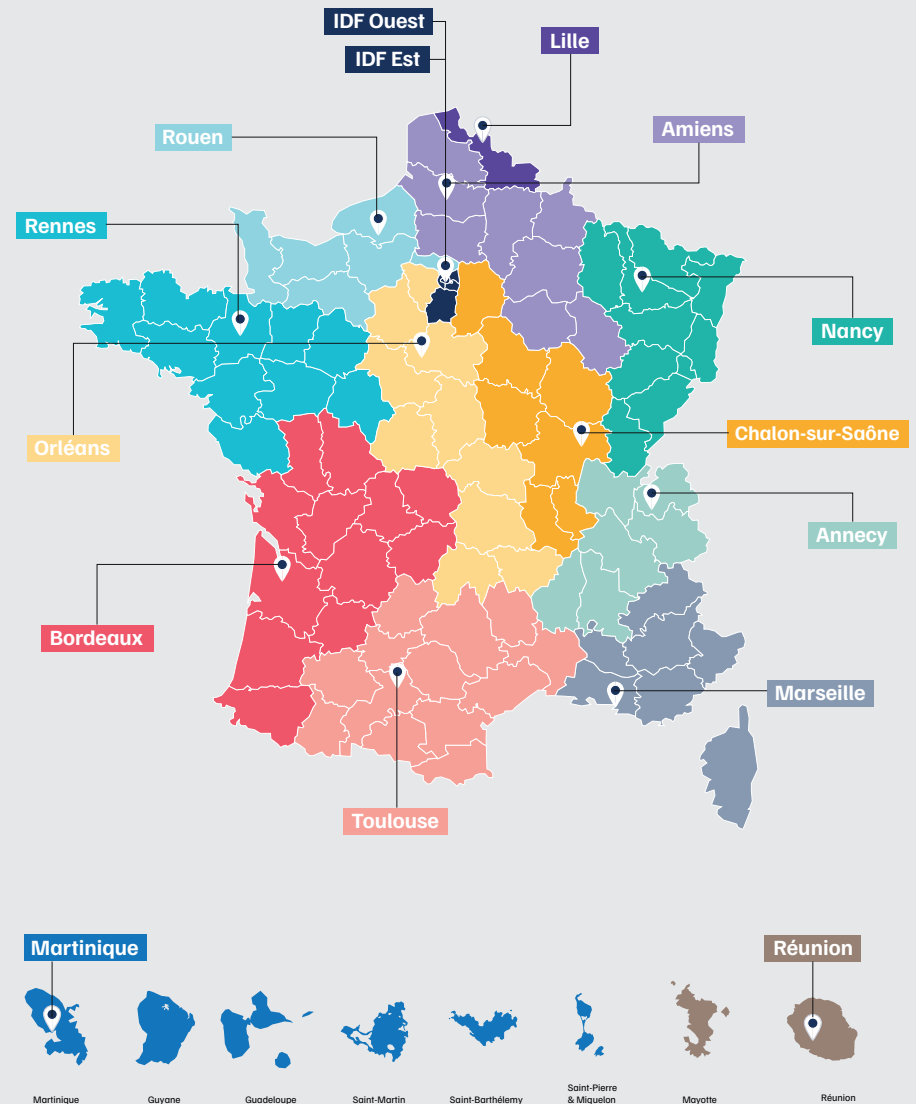 IDF Ouest
IDF Est
Lille
Amiens
Rouen
Rennes
Nancy
Orléans
Chalon-sur-Saône
Annecy
Bordeaux
Marseille
Toulouse
Martinique
Réunion
Martinique
Guyane
Guadeloupe
Saint-Martin
Saint-Barthélemy
Saint-Pierre
& Miquelon
Mayotte
Réunion